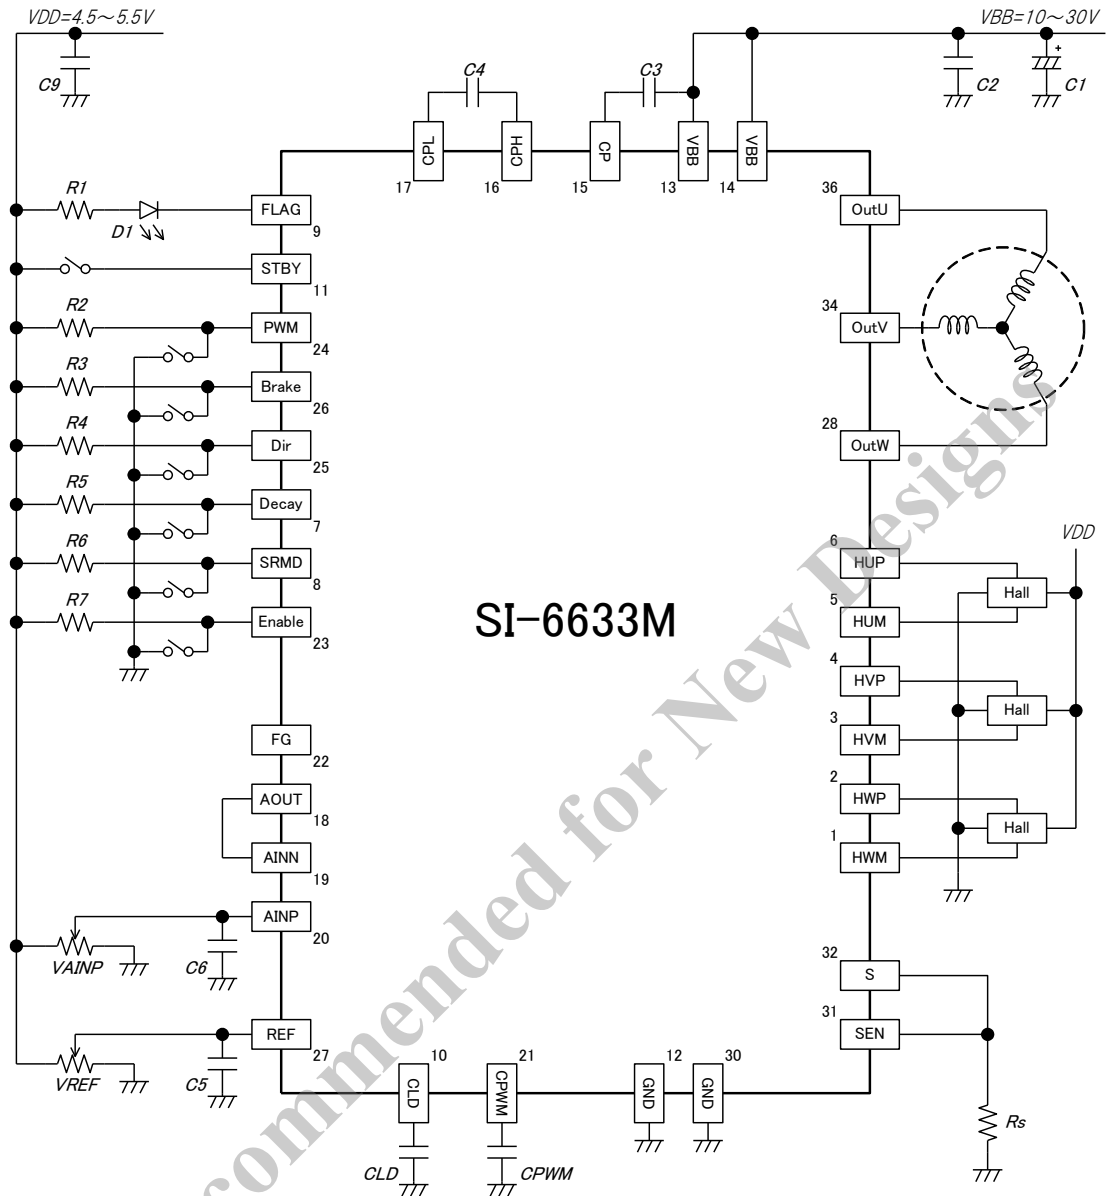 VDD=4.5～5.5V
VBB=10～30V
C9
C4
C3
C2
C1
+
CPL
CPH
CP
VBB
VBB
17
16
15
13
14
R1
D1
FLAG
9
STBY
11
R2
PWM
24
R3
Brake
26
R4
Dir
25
R5
Decay
7
R6
SRMD
8
R7
Enable
23
FG
22
AOUT
18
AINN
19
AINP
20
VAINP
C6
REF
27
VREF
C5
SI-6633M
36
OutU
34
OutV
28
OutW
VDD
6
HUP
Hall
5
HUM
4
HVP
Hall
3
HVM
2
HWP
Hall
1
HWM
32
S
31
SEN
Rs
10
CLD
CLD
21
CPWM
CPWM
12
GND
30
GND
commended for New Designs